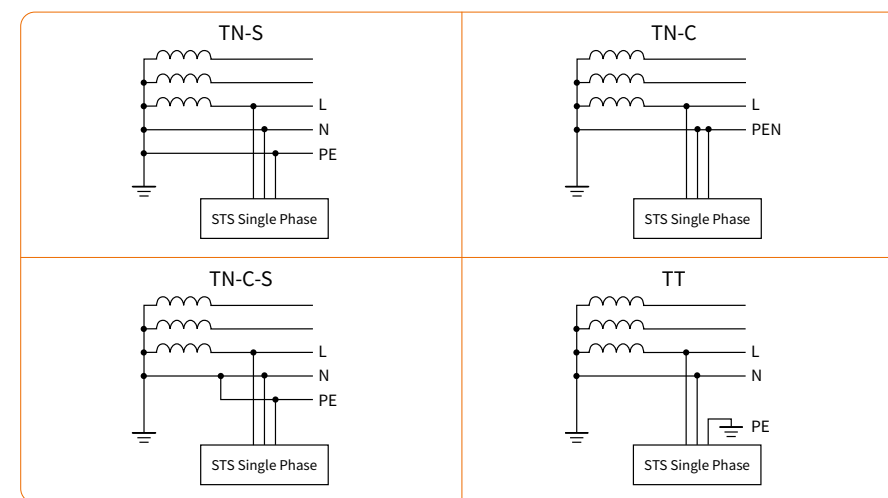 TN-S
L
N
PE
STS Single Phase
TN-C
L
PEN
STS Single Phase
TN-C-S
L
N
PE
STS Single Phase
TT
L
N
PE
STS Single Phase